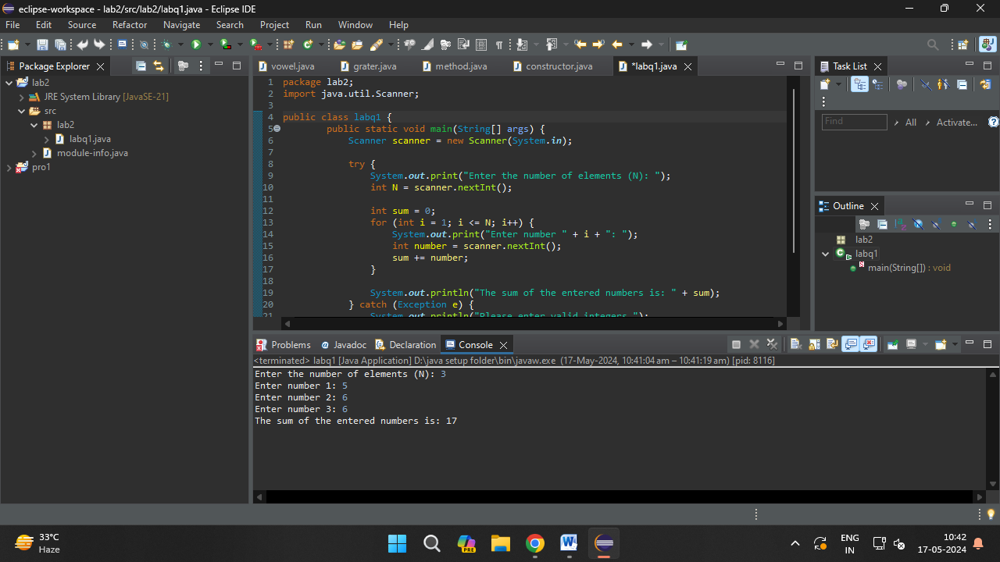 eclipse-workspace - lab2/src/lab2/labq1.java - Eclipse IDE
File Edit Source Refactor Navigate Search Project Run Window Help
Package Explorer
lab2
JRE System Library [JavaSE-21]
src
lab2
labq1.java
module-info.java
pro1
vowel.java grater.java method.java constructor.java *labq1.java
1 package lab2;
2 import java.util.Scanner;
3
4 public class labq1 {
5 public static void main(String[] args) {
6 Scanner scanner = new Scanner(System.in);
7
8 try {
9 System.out.print("Enter the number of elements (N): ");
10 int N = scanner.nextInt();
11
12 int sum = 0;
13 for (int i = 1; i <= N; i++) {
14 System.out.print("Enter number " + i + ": ");
15 int number = scanner.nextInt();
16 sum += number;
17 }
18
19 System.out.println("The sum of the entered numbers is: " + sum);
20 } catch (Exception e) {
21 System.out.println("Please enter valid integers.");
Task List
Find All Activate...
Outline
lab2
labq1
main(String[]) : void
Problems Javadoc Declaration Console
<terminated> labq1 [Java Application] D:\java setup folder\bin\javaw.exe (17-May-2024, 10:41:04 am – 10:41:19 am) [pid: 8116]
Enter the number of elements (N): 3
Enter number 1: 5
Enter number 2: 6
Enter number 3: 6
The sum of the entered numbers is: 17
33°C
Haze
PRE
ENG
IN
10:42
17-05-2024